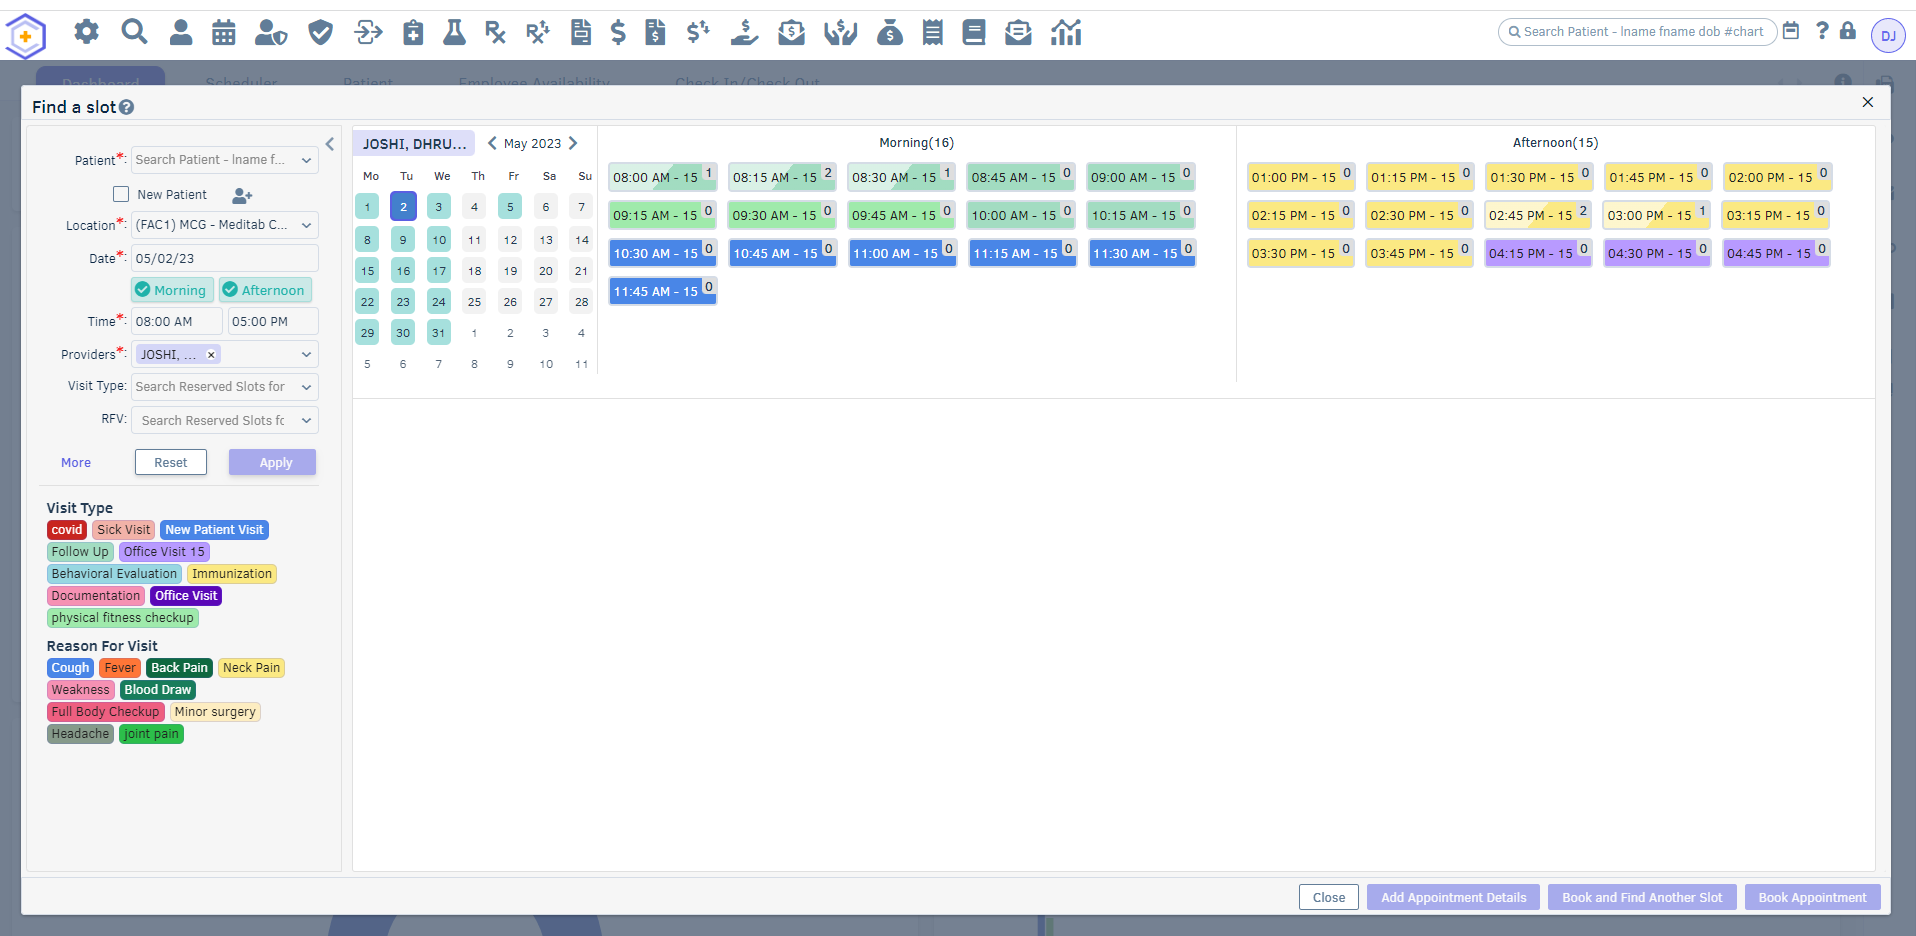 Search Patient - lname fname dob #chart
DJ
Dashboard Scheduler Patient Employee Availability Check In/Check Out
Find a slot
Patient*: Search Patient - lname f...
New Patient
Location*: (FAC1) MCG - Meditab C...
Date*: 05/02/23
Morning Afternoon
Time*: 08:00 AM 05:00 PM
Providers*: JOSHI, ... ×
Visit Type: Search Reserved Slots for
RFV: Search Reserved Slots fc
More Reset Apply
Visit Type
covid Sick Visit New Patient Visit
Follow Up Office Visit 15
Behavioral Evaluation Immunization
Documentation Office Visit
physical fitness checkup
Reason For Visit
Cough Fever Back Pain Neck Pain
Weakness Blood Draw
Full Body Checkup Minor surgery
Headache joint pain
JOSHI, DHRU... May 2023
Mo Tu We Th Fr Sa Su
1 2 3 4 5 6 7
8 9 10 11 12 13 14
15 16 17 18 19 20 21
22 23 24 25 26 27 28
29 30 31 1 2 3 4
5 6 7 8 9 10 11
Morning(16)
08:00 AM - 15 1 08:15 AM - 15 2 08:30 AM - 15 1 08:45 AM - 15 0 09:00 AM - 15 0
09:15 AM - 15 0 09:30 AM - 15 0 09:45 AM - 15 0 10:00 AM - 15 0 10:15 AM - 15 0
10:30 AM - 15 0 10:45 AM - 15 0 11:00 AM - 15 0 11:15 AM - 15 0 11:30 AM - 15 0
11:45 AM - 15 0
Afternoon(15)
01:00 PM - 15 0 01:15 PM - 15 0 01:30 PM - 15 0 01:45 PM - 15 0 02:00 PM - 15 0
02:15 PM - 15 0 02:30 PM - 15 0 02:45 PM - 15 2 03:00 PM - 15 1 03:15 PM - 15 0
03:30 PM - 15 0 03:45 PM - 15 0 04:15 PM - 15 0 04:30 PM - 15 0 04:45 PM - 15 0
Close Add Appointment Details Book and Find Another Slot Book Appointment